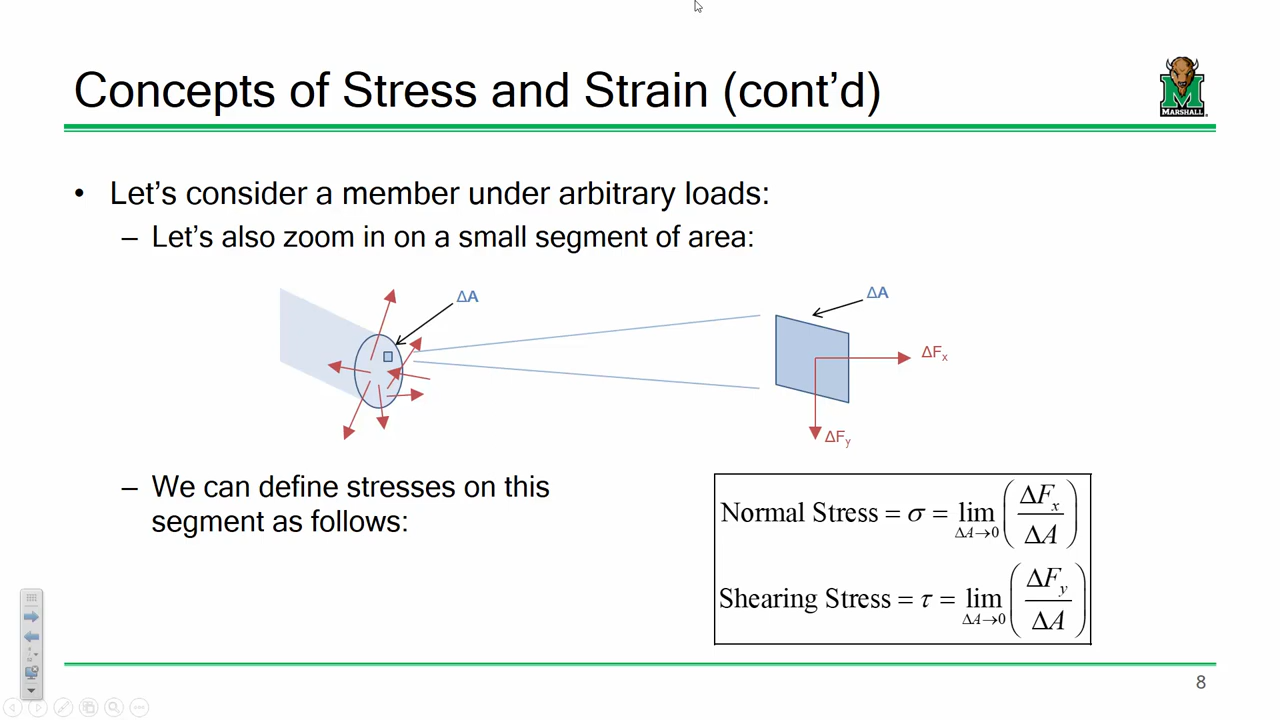 Concepts of Stress and Strain (cont’d)
M
MARSHALL
• Let’s consider a member under arbitrary loads:
– Let’s also zoom in on a small segment of area:
ΔA
ΔA
ΔFx
ΔFy
– We can define stresses on this
segment as follows:
Normal Stress = σ = lim ΔA→0 (ΔFx / ΔA)
Shearing Stress = τ = lim ΔA→0 (ΔFy / ΔA)
8